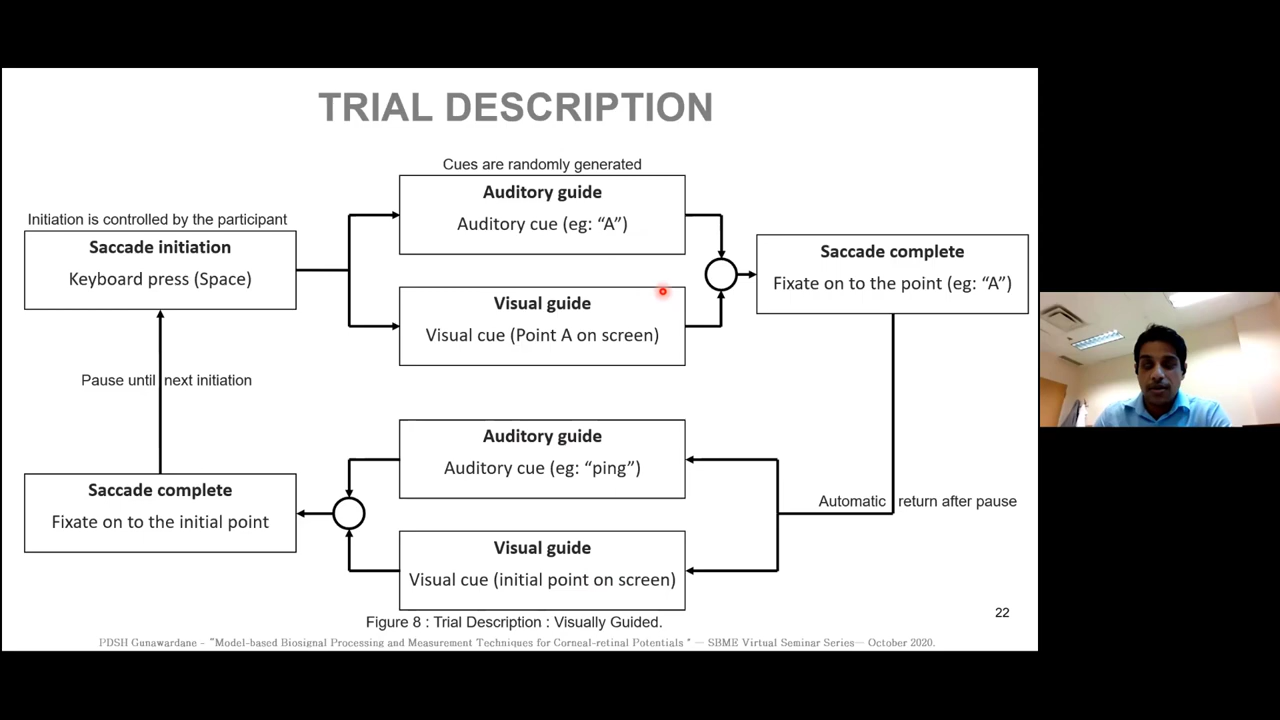 TRIAL DESCRIPTION
Cues are randomly generated
Auditory guide
Auditory cue (eg: “A”)
Initiation is controlled by the participant
Saccade initiation
Keyboard press (Space)
Visual guide
Visual cue (Point A on screen)
Saccade complete
Fixate on to the point (eg: “A”)
Pause until next initiation
Auditory guide
Auditory cue (eg: “ping”)
Automatic return after pause
Saccade complete
Fixate on to the initial point
Visual guide
Visual cue (initial point on screen)
Figure 8 : Trial Description : Visually Guided.
22
PDSH Gunawardane - "Model-based Biosignal Processing and Measurement Techniques for Corneal-retinal Potentials " — SBME Virtual Seminar Series— October 2020.